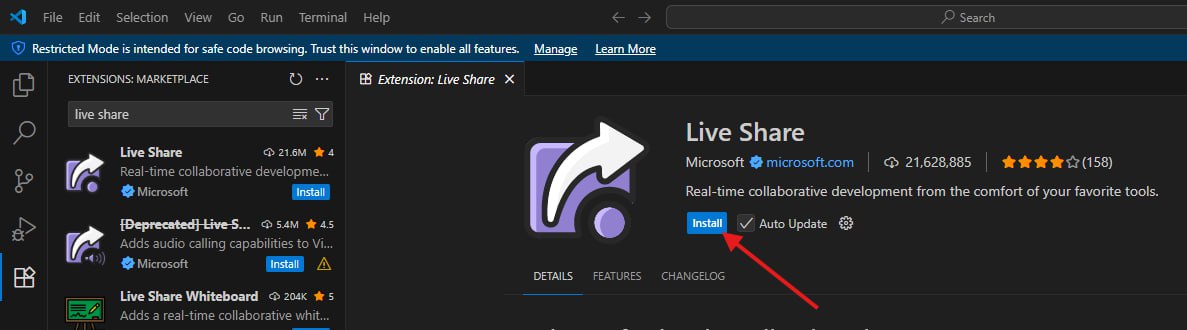 File Edit Selection View Go Run Terminal Help Search
Restricted Mode is intended for safe code browsing. Trust this window to enable all features. Manage Learn More
EXTENSIONS: MARKETPLACE
live share
Live Share 21.6M 4
Real-time collaborative developme...
Microsoft Install
[Deprecated] Live S... 5.4M 4.5
Adds audio calling capabilities to Vi...
Microsoft Install
Live Share Whiteboard 204K 5
Adds a real-time collaborative whit...
Extension: Live Share
Live Share
Microsoft microsoft.com 21,628,885 (158)
Real-time collaborative development from the comfort of your favorite tools.
Install Auto Update
DETAILS FEATURES CHANGELOG